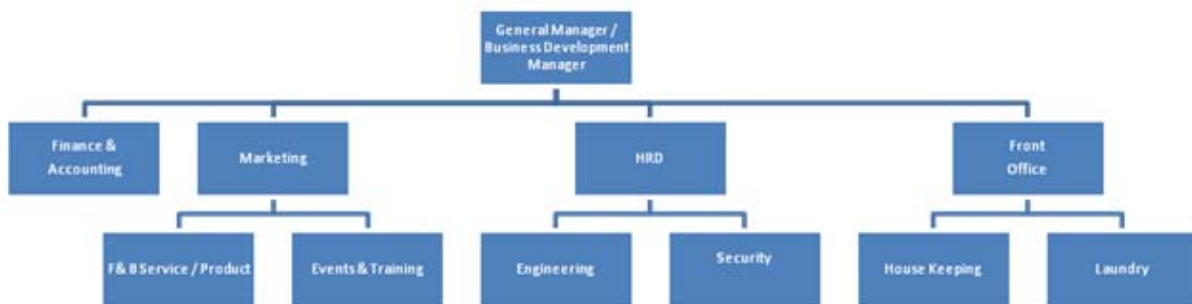 General Manager /
Business Development
Manager
Finance &
Accounting
Marketing
HRD
Front
Office
F& B Service / Product
Events & Training
Engineering
Security
House Keeping
Laundry